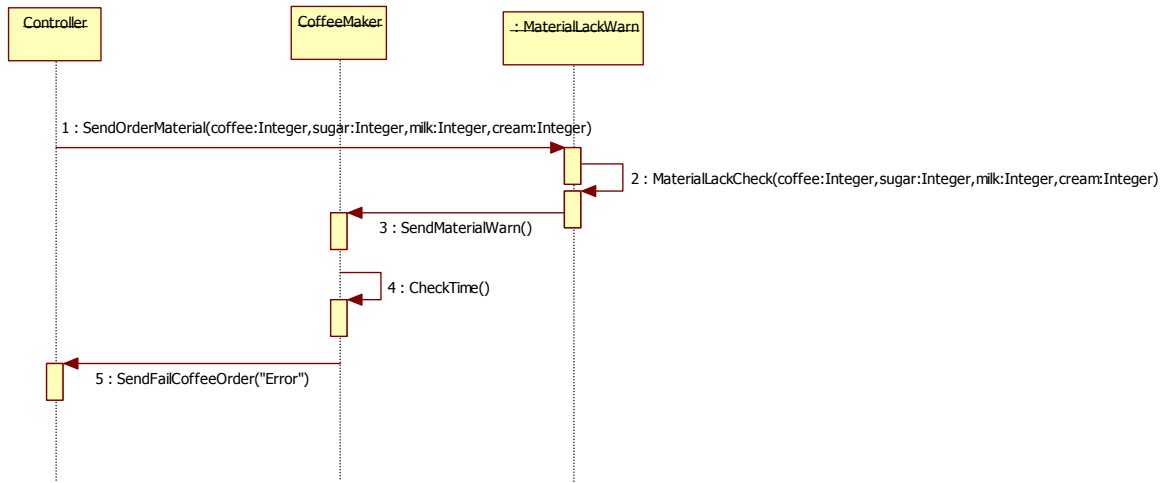 Controller
CoffeeMaker
: MaterialLackWarn
1 : SendOrderMaterial(coffee:Integer,sugar:Integer,milk:Integer,cream:Integer)
2 : MaterialLackCheck(coffee:Integer,sugar:Integer,milk:Integer,cream:Integer)
3 : SendMaterialWarn()
4 : CheckTime()
5 : SendFailCoffeeOrder("Error")